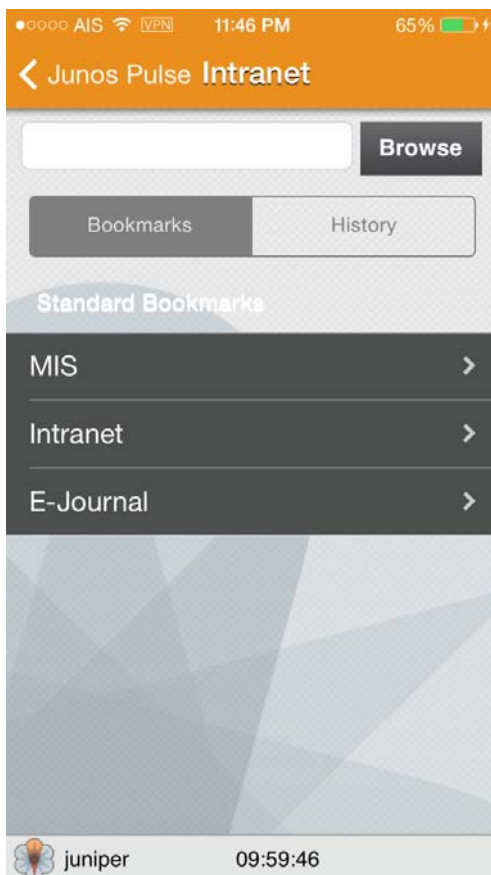 AIS VPN 11:46 PM 65%
Junos Pulse Intranet
Browse
Bookmarks History
Standard Bookmarks
MIS
Intranet
E-Journal
juniper 09:59:46